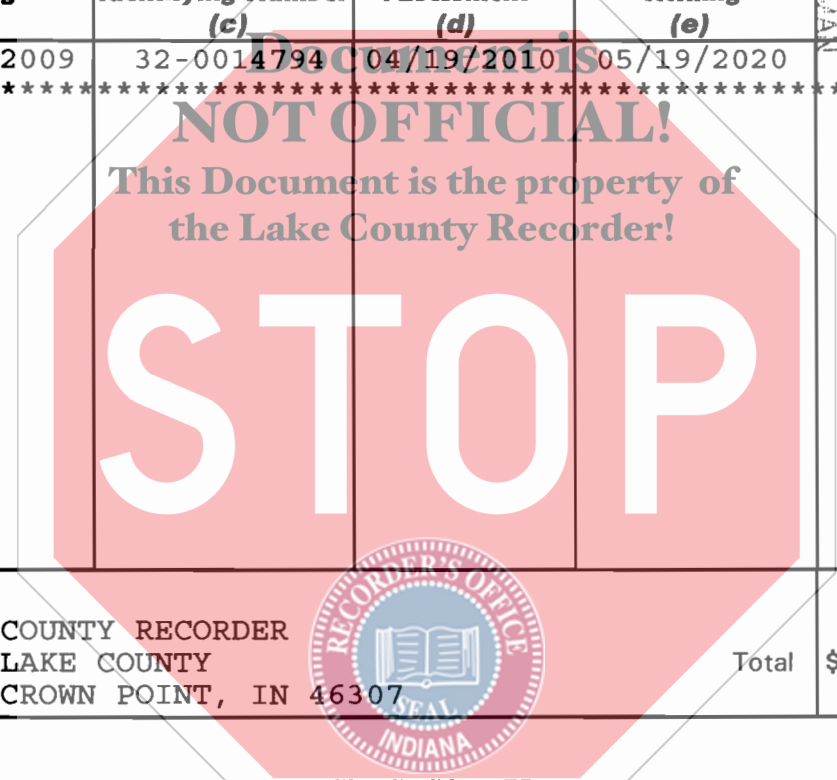 (c) (d) (e)
2009 32-0014794 04/19/2010 05/19/2020
Document is
************************************************
NOT OFFICIAL!
This Document is the property of
the Lake County Recorder!
STOP
RECORDER'S OFFICE
COUNTY RECORDER
LAKE COUNTY
Total $
CROWN POINT, IN 46307
SEAL
INDIANA